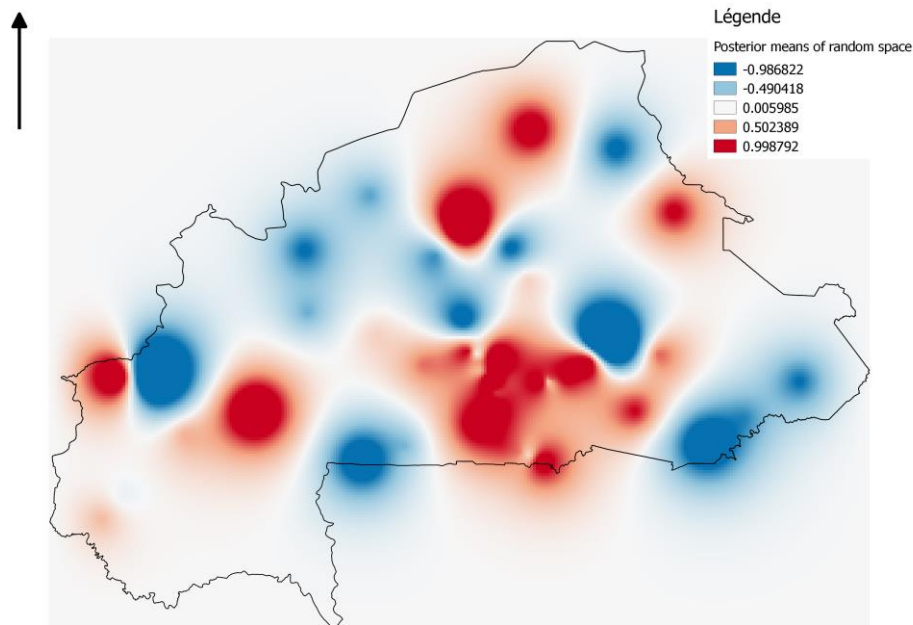 Légende
Posterior means of random space
-0.986822
-0.490418
0.005985
0.502389
0.998792